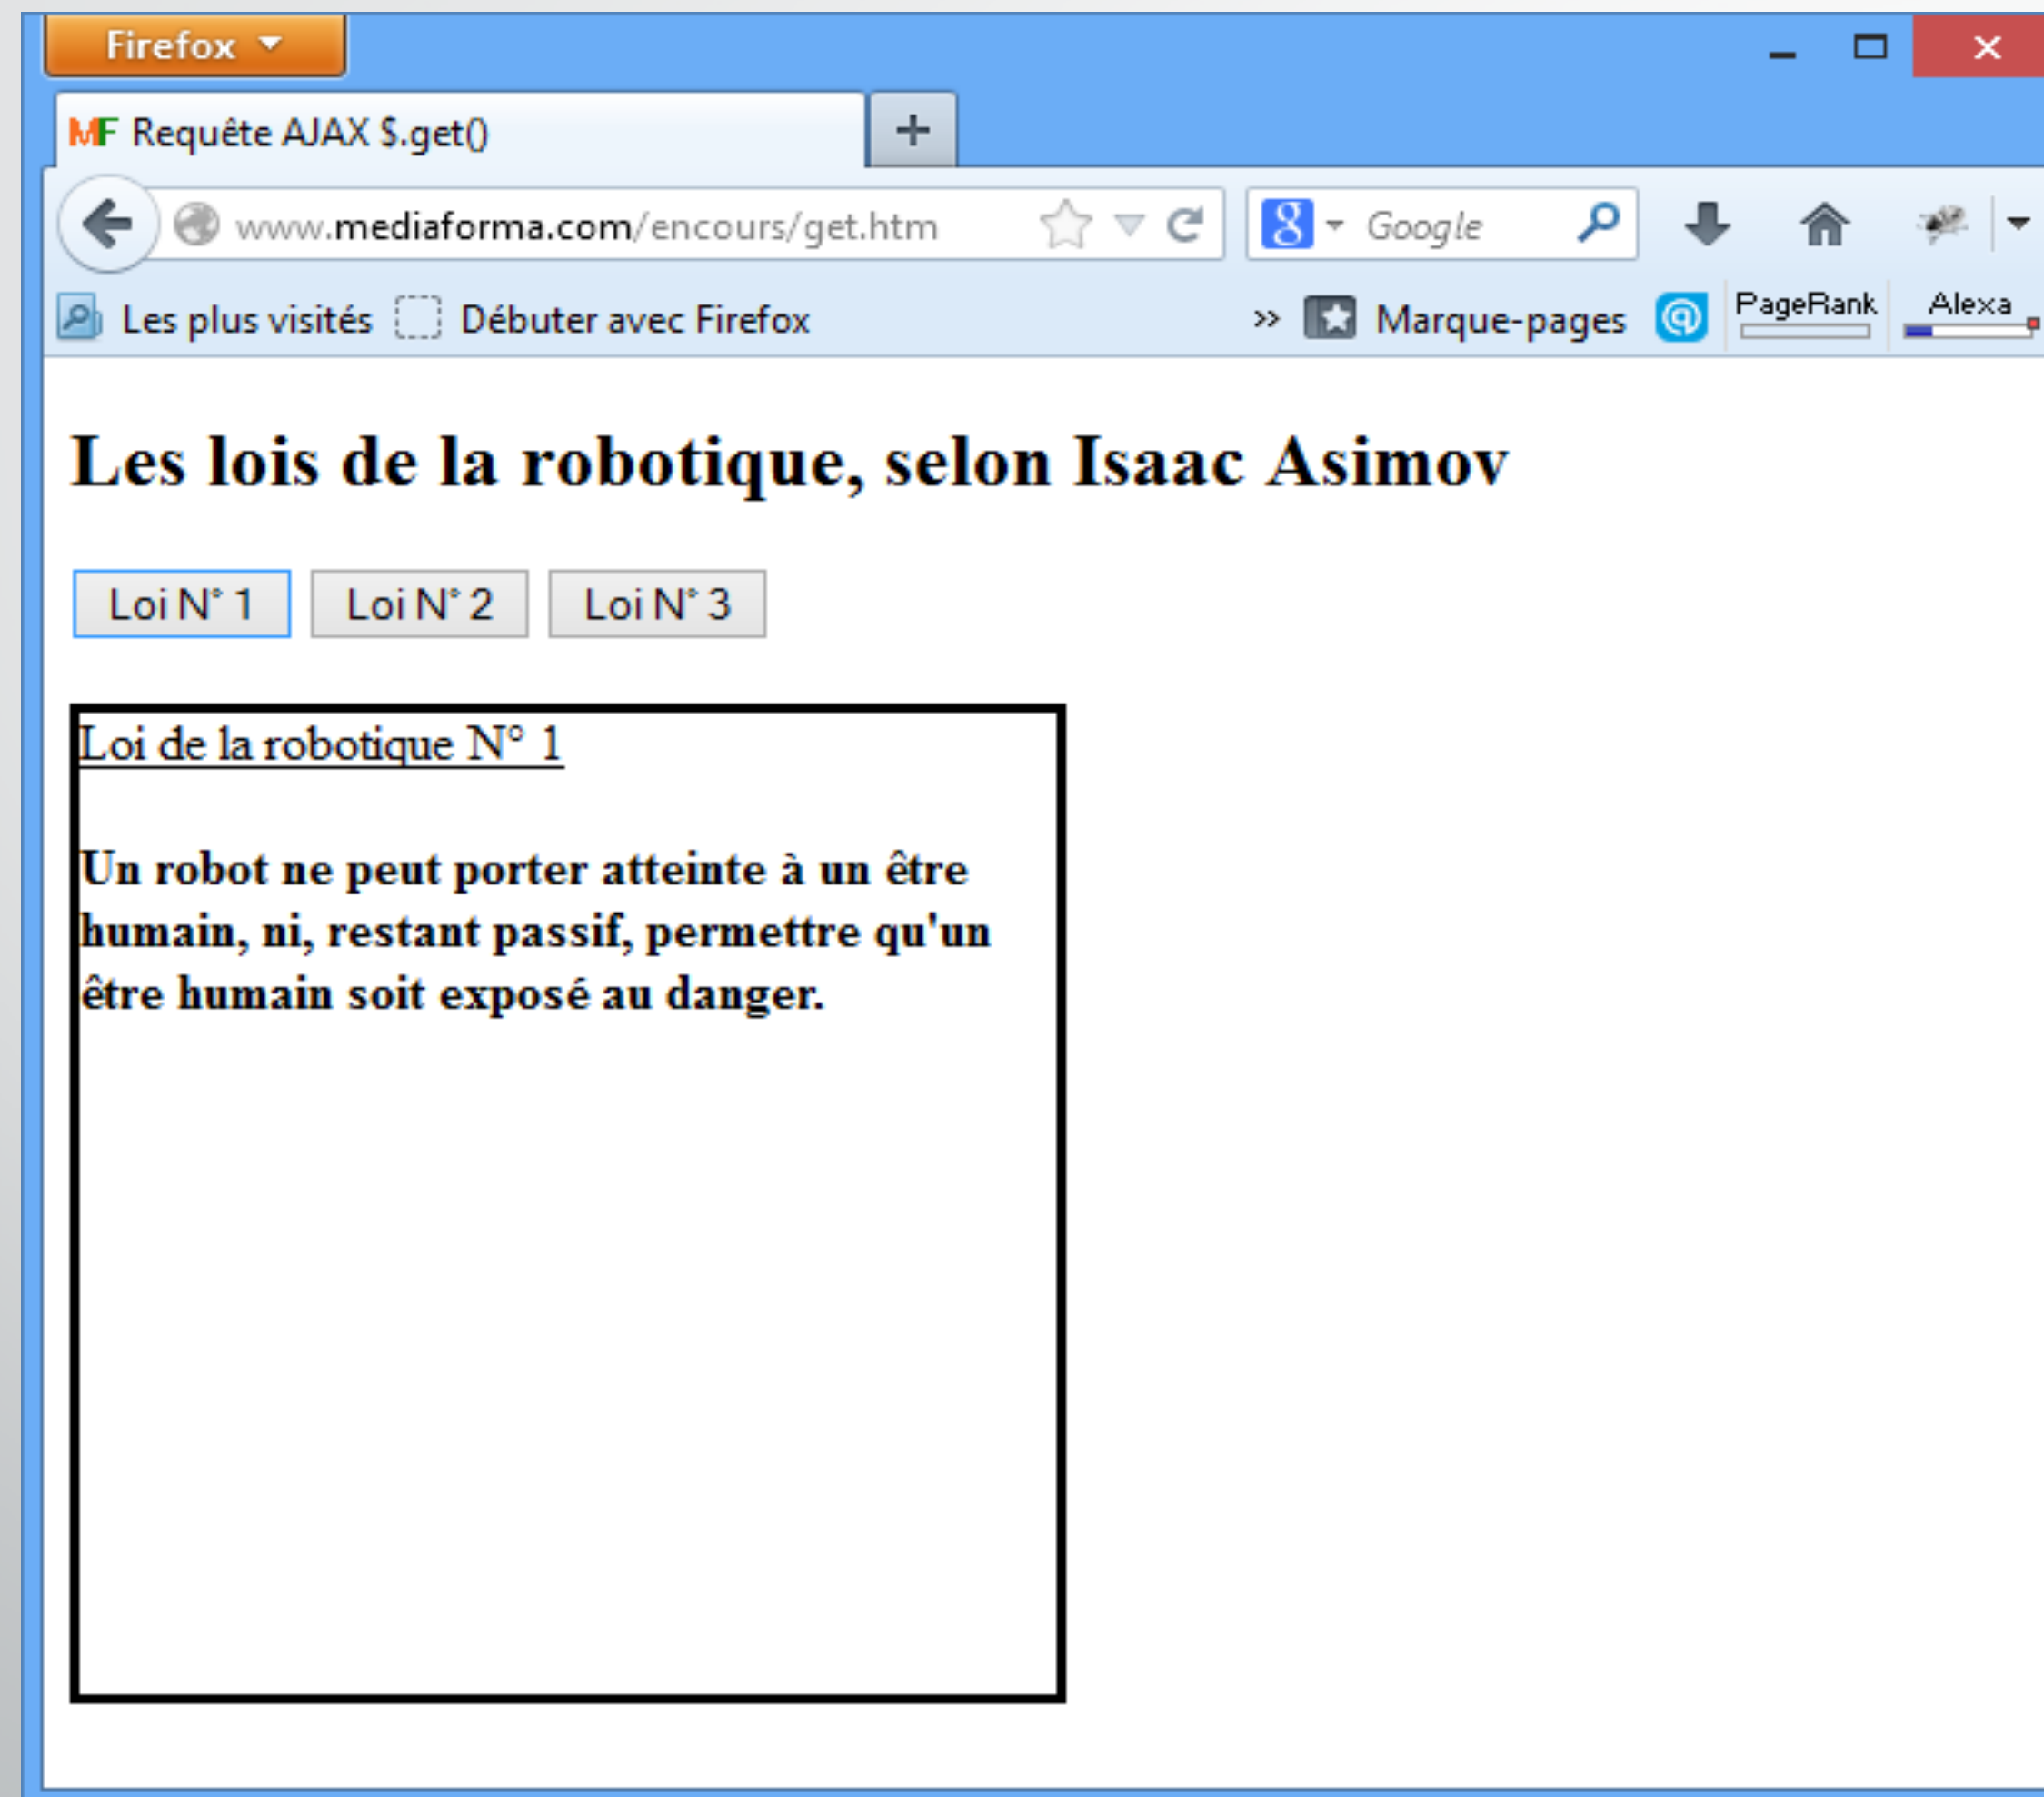 Firefox
MF Requête AJAX $.get()
www.mediaforma.com/encours/get.htm
8 Google
Les plus visités Débuter avec Firefox » Marque-pages @ PageRank Alexa
Les lois de la robotique, selon Isaac Asimov
Loi N° 1 Loi N° 2 Loi N° 3
Loi de la robotique N° 1
Un robot ne peut porter atteinte à un être
humain, ni, restant passif, permettre qu'un
être humain soit exposé au danger.